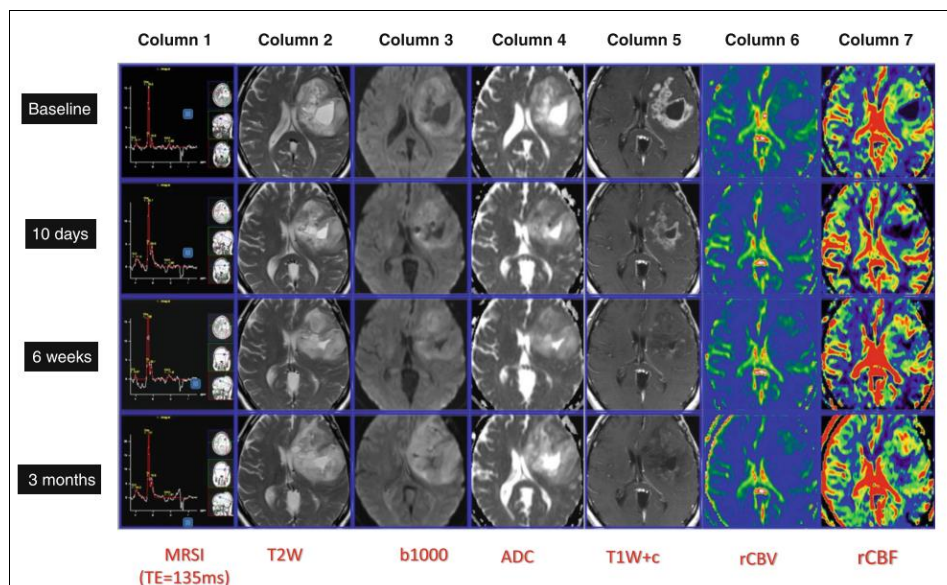 Column 1 Column 2 Column 3 Column 4 Column 5 Column 6 Column 7
Baseline
10 days
6 weeks
3 months
MRSI T2W b1000 ADC T1W+c rCBV rCBF
(TE=135ms)